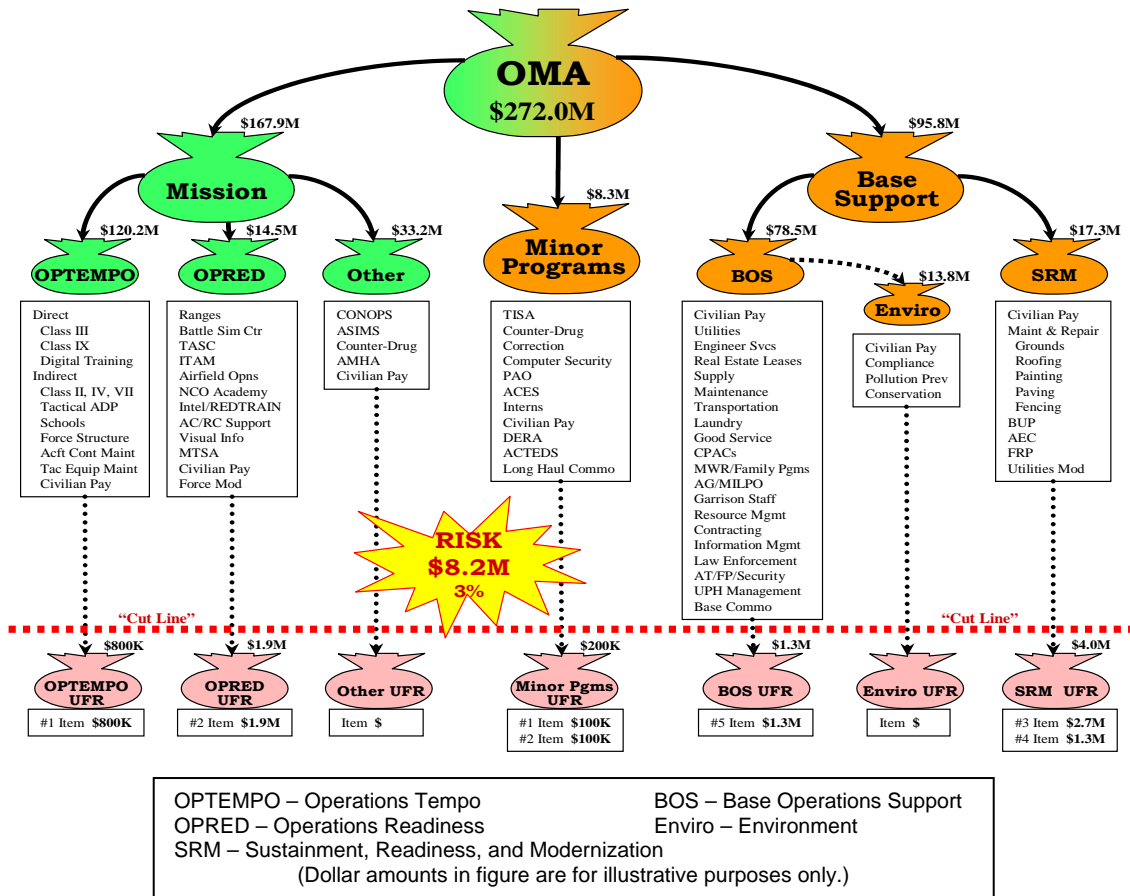 OMA
$272.0M
$167.9M
$95.8M
Mission
$8.3M
Base
Support
$120.2M
$14.5M
$33.2M
Minor
Programs
$78.5M
$17.3M
OPTEMPO
OPRED
Other
BOS
$13.8M
Enviro
SRM
Direct
Class III
Class IX
Digital Training
Indirect
Class II, IV, VII
Tactical ADP
Schools
Force Structure
Acft Cont Maint
Tac Equip Maint
Civilian Pay
Ranges
Battle Sim Ctr
TASC
ITAM
Airfield Opns
NCO Academy
Intel/REDTRAIN
AC/RC Support
Visual Info
MTSA
Civilian Pay
Force Mod
CONOPS
ASIMS
Counter-Drug
AMHA
Civilian Pay
TISA
Counter-Drug
Correction
Computer Security
PAO
ACES
Interns
Civilian Pay
DERA
ACTEDS
Long Haul Commo
Civilian Pay
Utilities
Engineer Svcs
Real Estate Leases
Supply
Maintenance
Transportation
Laundry
Good Service
CPACs
MWR/Family Pgms
AG/MILPO
Garrison Staff
Resource Mgmt
Contracting
Information Mgmt
Law Enforcement
AT/FP/Security
UPH Management
Base Commo
Civilian Pay
Compliance
Pollution Prev
Conservation
Civilian Pay
Maint & Repair
Grounds
Roofing
Painting
Paving
Fencing
BUP
AEC
FRP
Utilities Mod
RISK
$8.2M
3%
“Cut Line”
“Cut Line”
$800K
$1.9M
$200K
$1.3M
$4.0M
OPTEMPO
UFR
OPRED
UFR
Other UFR
Minor Pgms
UFR
BOS UFR
Enviro UFR
SRM UFR
#1 Item $800K
#2 Item $1.9M
Item $
#1 Item $100K
#2 Item $100K
#5 Item $1.3M
Item $
#3 Item $2.7M
#4 Item $1.3M
OPTEMPO – Operations Tempo
BOS – Base Operations Support
OPRED – Operations Readiness
Enviro – Environment
SRM – Sustainment, Readiness, and Modernization
(Dollar amounts in figure are for illustrative purposes only.)